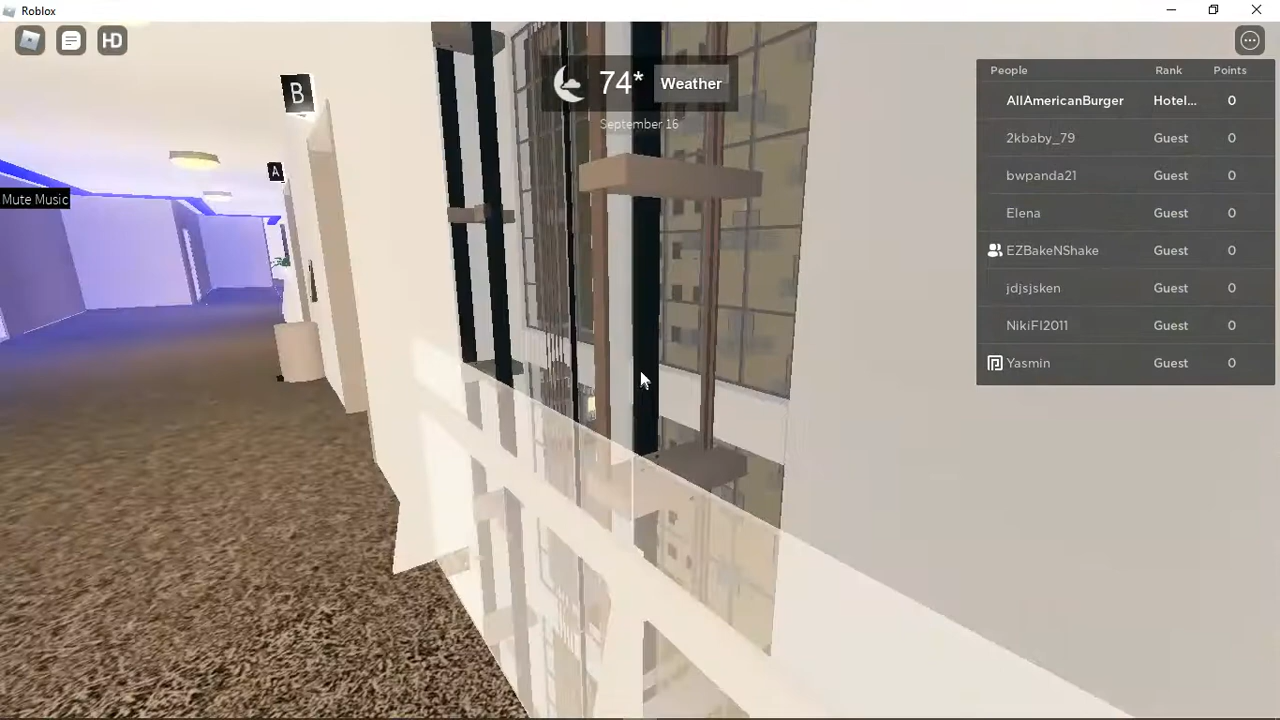 Roblox
HD
B
74* Weather
September 16
A
Mute Music
People Rank Points
AllAmericanBurger Hotel... 0
2kbaby_79 Guest 0
bwpanda21 Guest 0
Elena Guest 0
EZBakeNShake Guest 0
jdjsjsken Guest 0
NikiFl2011 Guest 0
Yasmin Guest 0